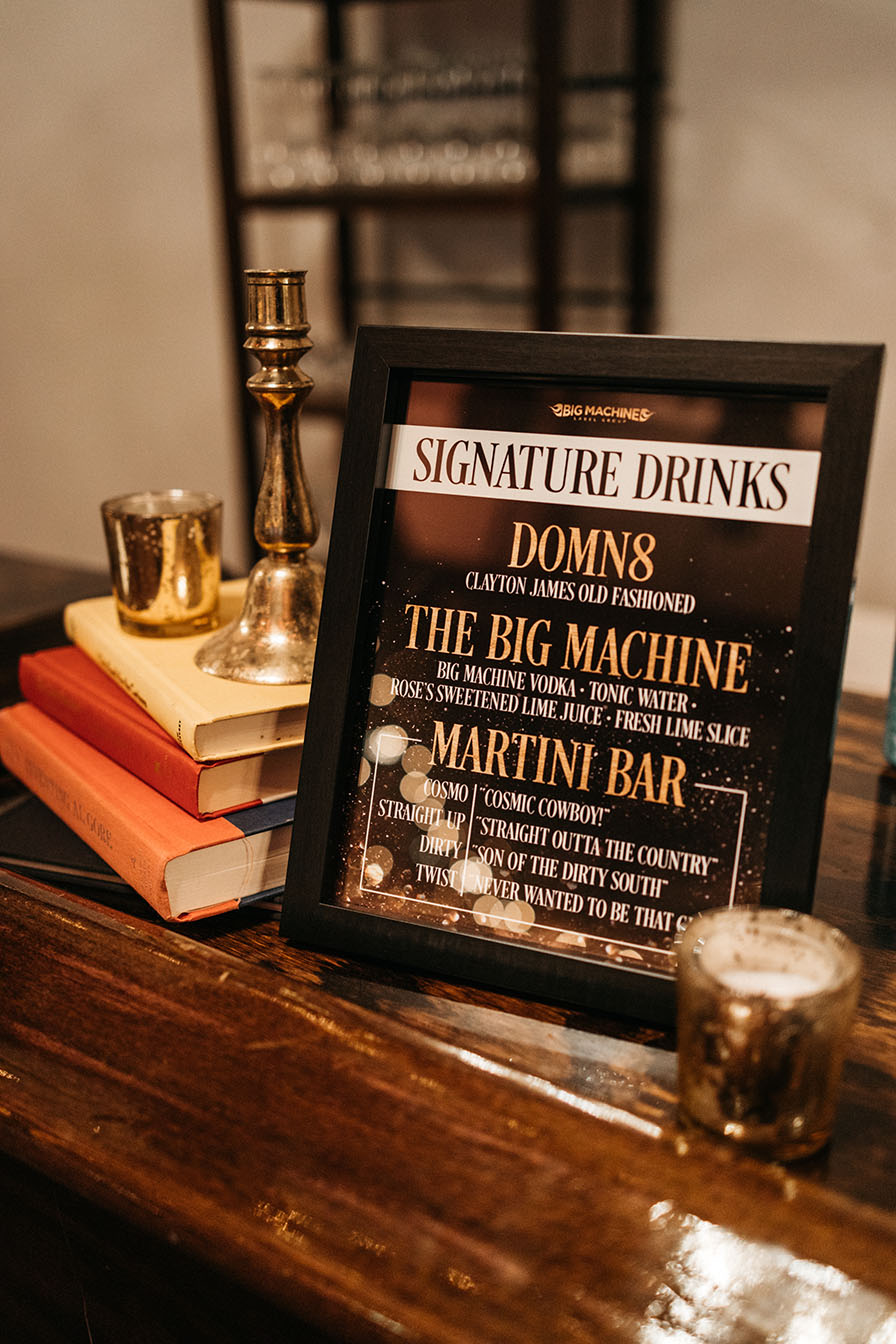 BIG MACHINE
LABEL GROUP
SIGNATURE DRINKS
DOMN8
CLAYTON JAMES OLD FASHIONED
THE BIG MACHINE
BIG MACHINE VODKA • TONIC WATER •
ROSE'S SWEETENED LIME JUICE • FRESH LIME SLICE
MARTINI BAR
COSMO "COSMIC COWBOY!"
STRAIGHT UP "STRAIGHT OUTTA THE COUNTRY"
DIRTY "SON OF THE DIRTY SOUTH"
TWIST "NEVER WANTED TO BE THAT
AL GORE